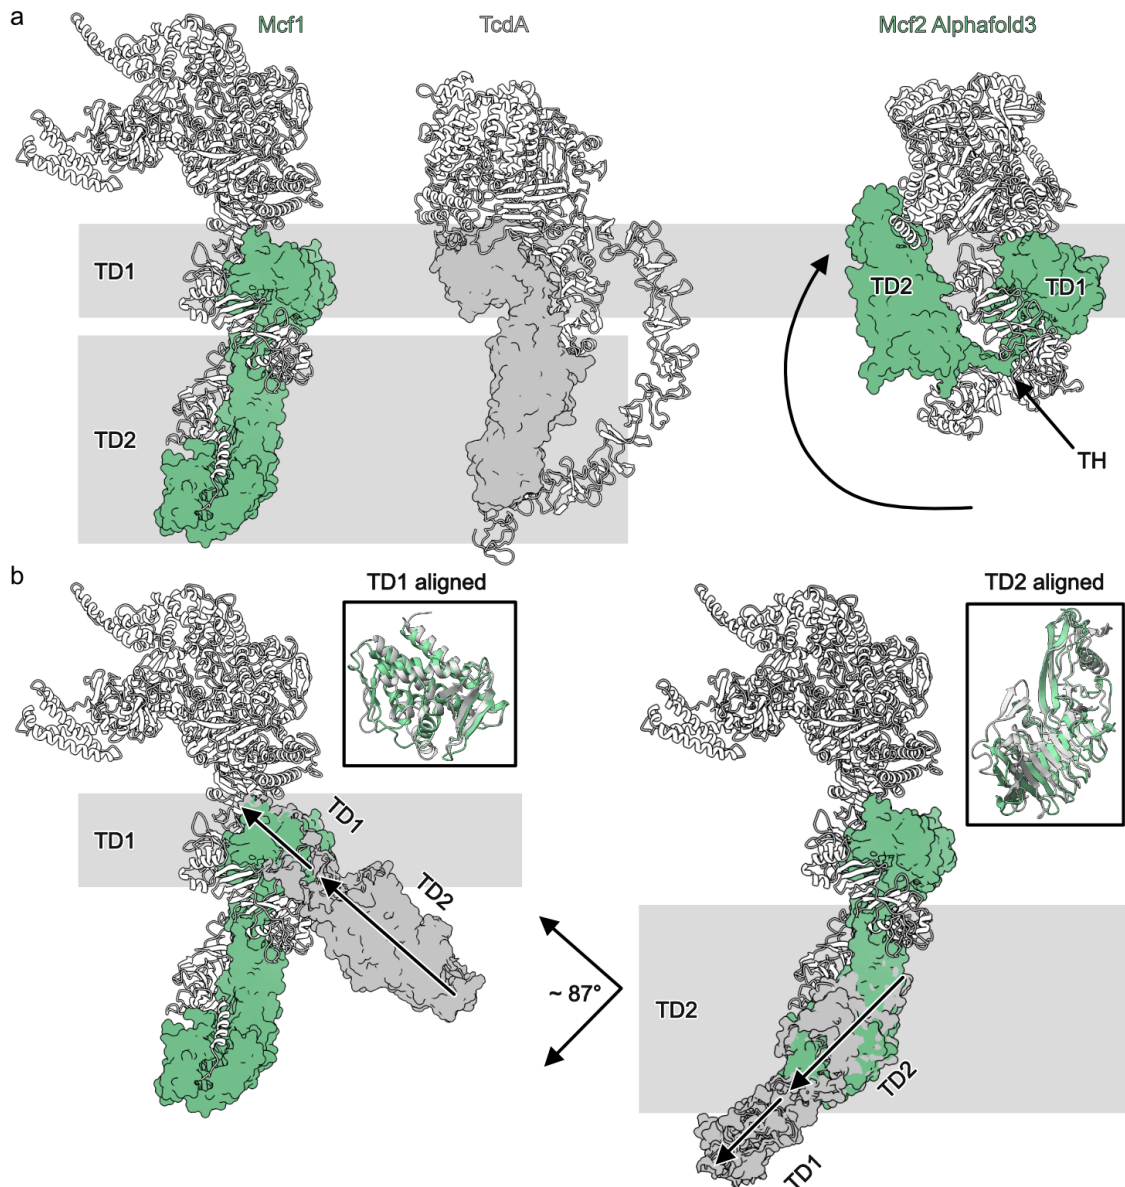 a
Mcf1
TcdA
Mcf2 Alphafold3
TD1
TD2
TD1
TD2
TH
b
TD1 aligned
TD2 aligned
TD1
TD1
TD2
~ 87°
TD2
TD2
TD1